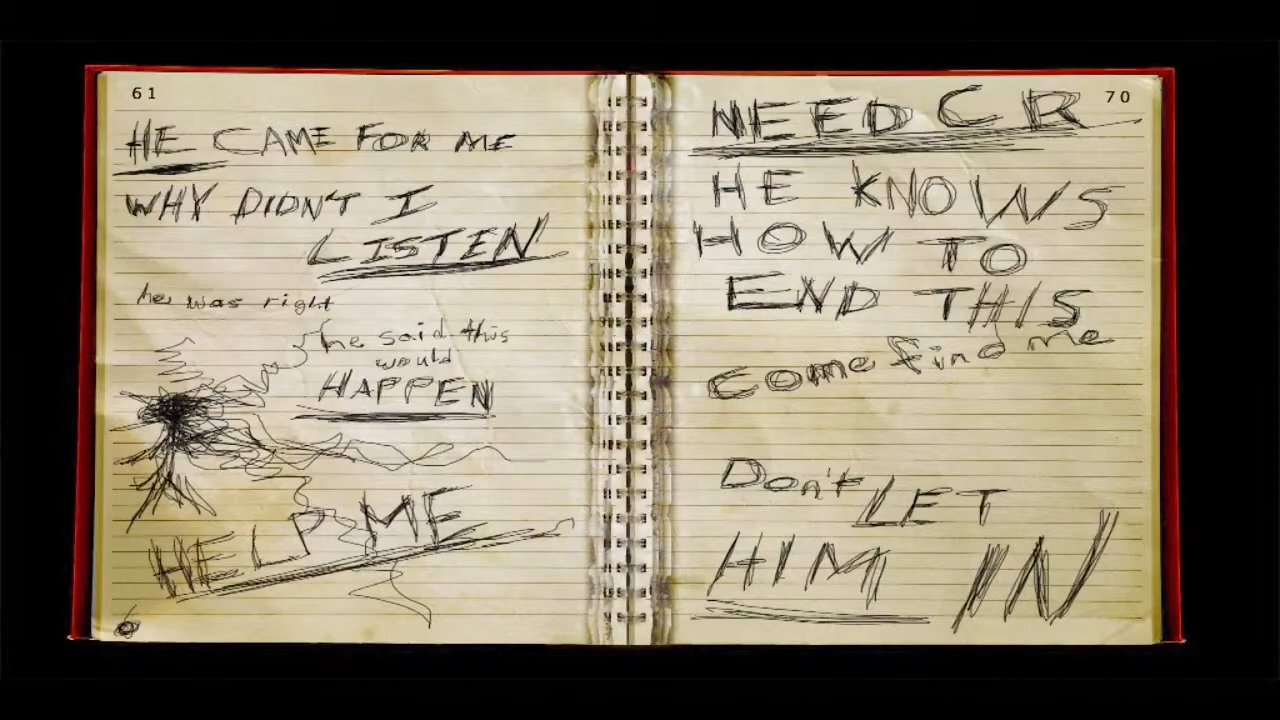 61
HE CAME FOR ME
WHY DIDN'T I
LISTEN
he was right
he said this
would
HAPPEN
HELP ME
70
NEED CR
HE KNOWS
HOW TO
END THIS
come find me
Don't LET
HIM IN